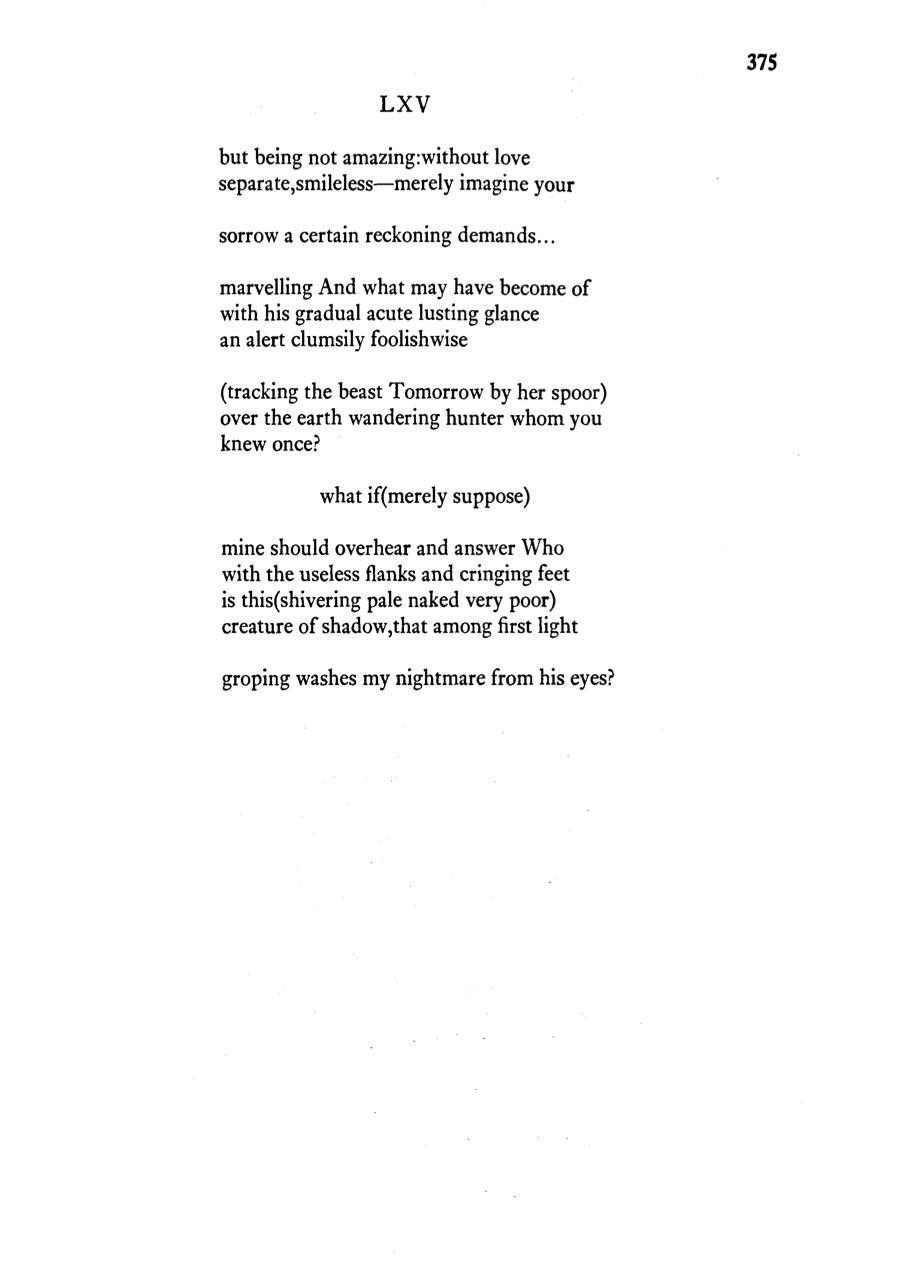 375
LXV
but being not amazing:without love
separate,smileless—merely imagine your
sorrow a certain reckoning demands...
marvelling And what may have become of
with his gradual acute lusting glance
an alert clumsily foolishwise
(tracking the beast Tomorrow by her spoor)
over the earth wandering hunter whom you
knew once?
what if(merely suppose)
mine should overhear and answer Who
with the useless flanks and cringing feet
is this(shivering pale naked very poor)
creature of shadow,that among first light
groping washes my nightmare from his eyes?